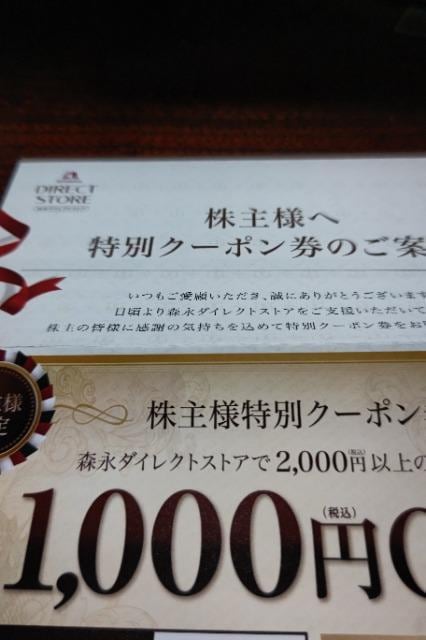 DIRECT
STORE
株主様へ
特別クーポン券のご案
いつもご愛顧いただき、誠にありがとうございます
日頃より森永ダイレクトストアをご支援いただいて
株主の皆様に感謝の気持ちを込めて特別クーポン券をお
様
定
株主様特別クーポン
森永ダイレクトストアで2,000円(税込)以上の
1,000円(税込)O